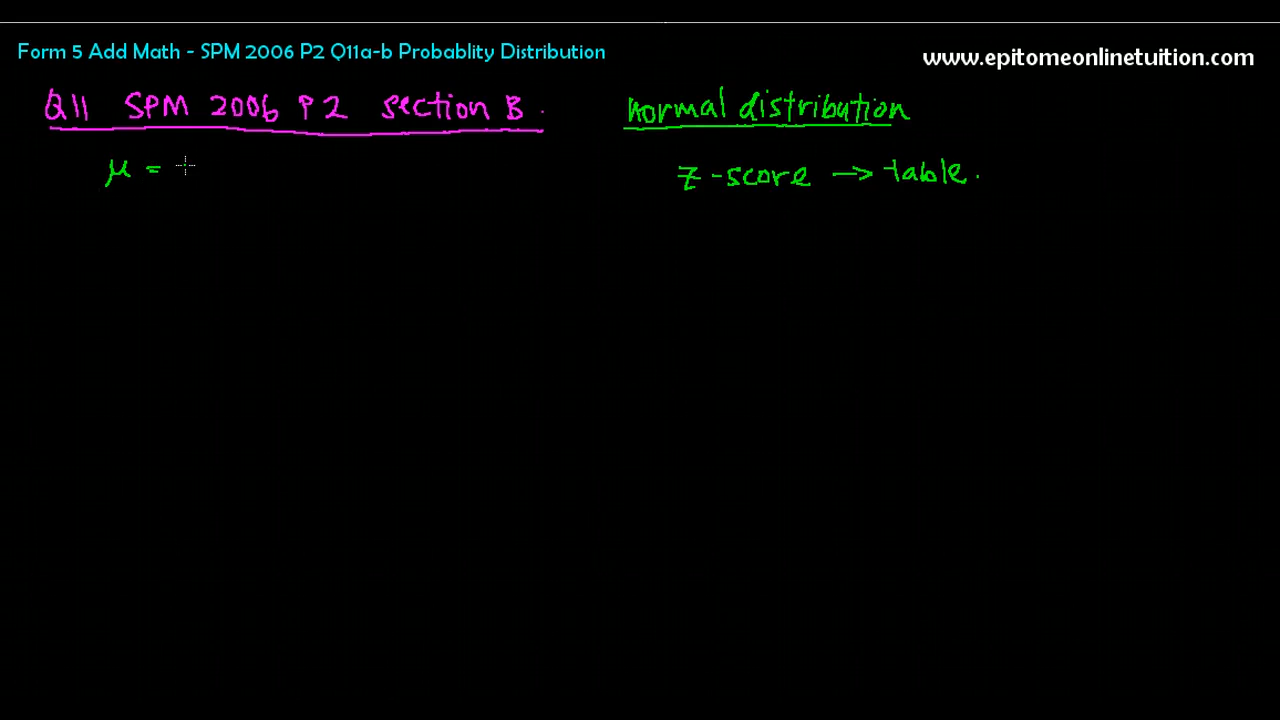 Form 5 Add Math - SPM 2006 P2 Q11a-b Probablity Distribution
www.epitomeonlinetuition.com
Q11 SPM 2006 P2 section B.
normal distribution
μ =
z-score → table.